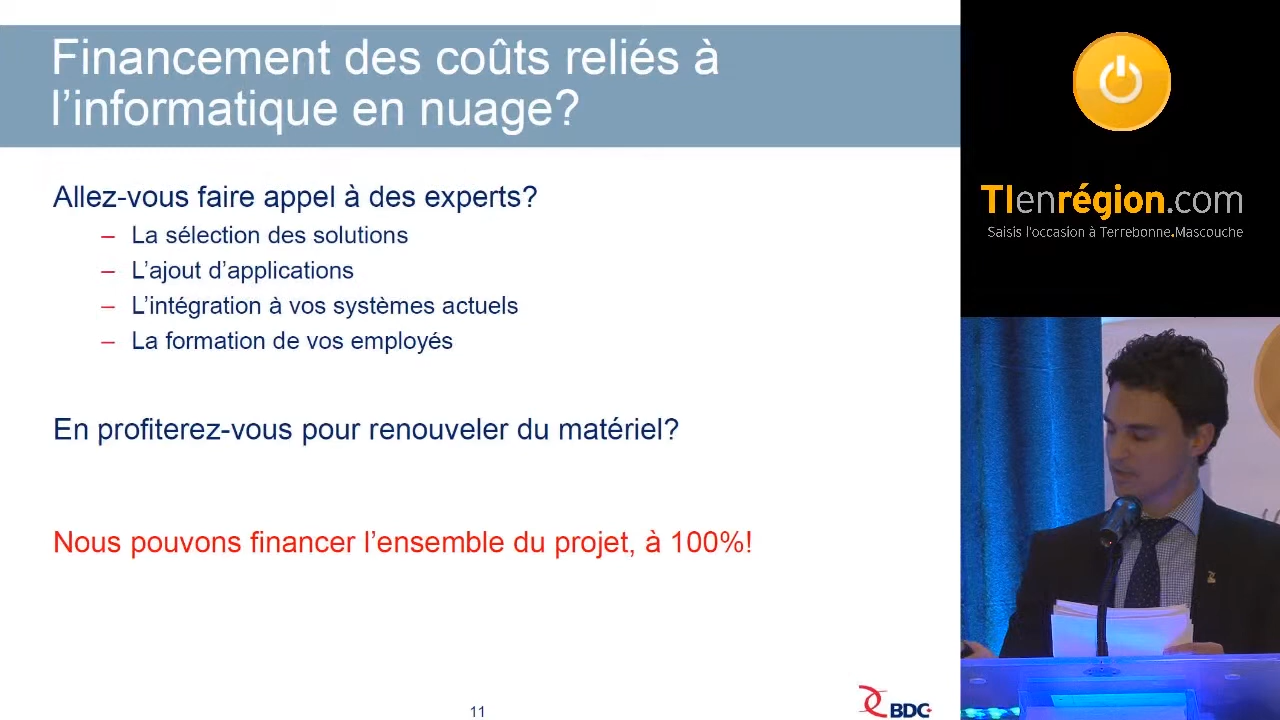 Financement des coûts reliés à
l’informatique en nuage?
Allez-vous faire appel à des experts?
– La sélection des solutions
– L’ajout d’applications
– L’intégration à vos systèmes actuels
– La formation de vos employés
En profiterez-vous pour renouveler du matériel?
Nous pouvons financer l’ensemble du projet, à 100%!
11
BDC
TIenrégion.com
Saisis l'occasion à Terrebonne.Mascouche